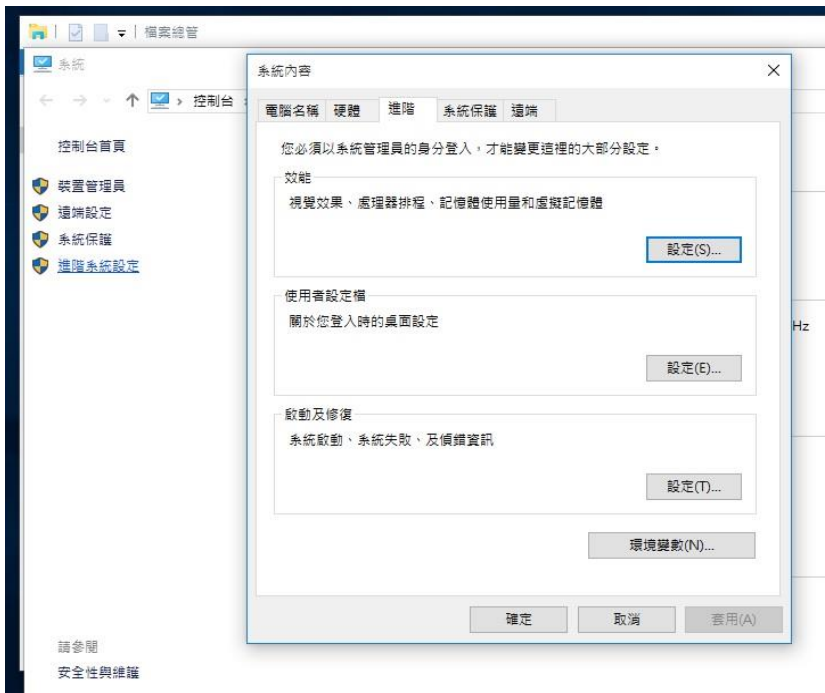 檔案總管
系統
控制台
控制台首頁
裝置管理員
遠端設定
系統保護
進階系統設定
請參閱
安全性與維護
系統內容
電腦名稱 硬體 進階 系統保護 遠端
您必須以系統管理員的身分登入，才能變更這裡的大部分設定。
效能
視覺效果、處理器排程、記憶體使用量和虛擬記憶體
設定(S)...
使用者設定檔
關於您登入時的桌面設定
設定(E)...
啟動及修復
系統啟動、系統失敗、及偵錯資訊
設定(T)...
環境變數(N)...
確定 取消 套用(A)
Hz